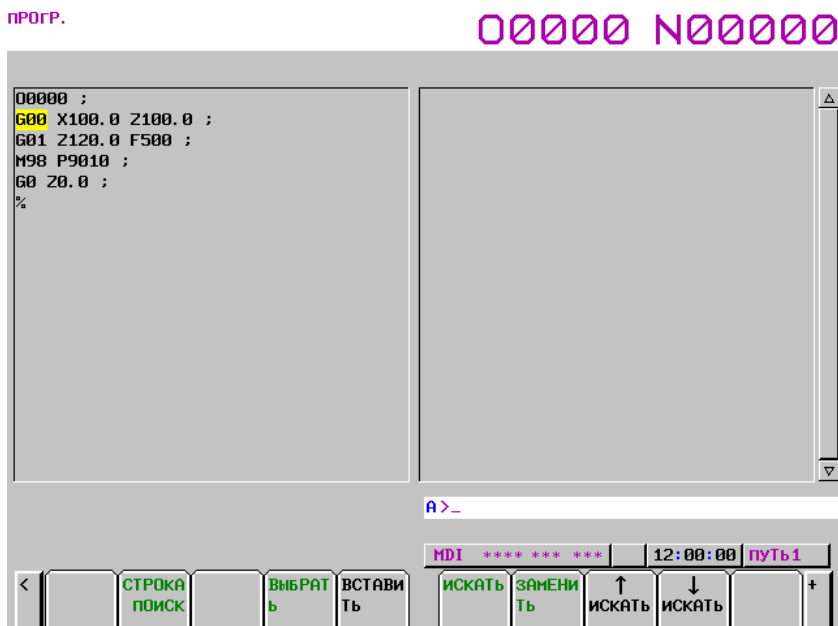 ПРОГР.
O0000 N00000
O0000 ;
G00 X100.0 Z100.0 ;
G01 Z120.0 F500 ;
M98 P9010 ;
G0 Z0.0 ;
%
A>_
MDI **** *** ***
12:00:00
ПУТЬ1
<
СТРОКА
ПОИСК
ВЫБРАТ
Ь
ВСТАВИ
ТЬ
ИСКАТЬ
ЗАМЕНИ
ТЬ
↑
ИСКАТЬ
↓
ИСКАТЬ
+